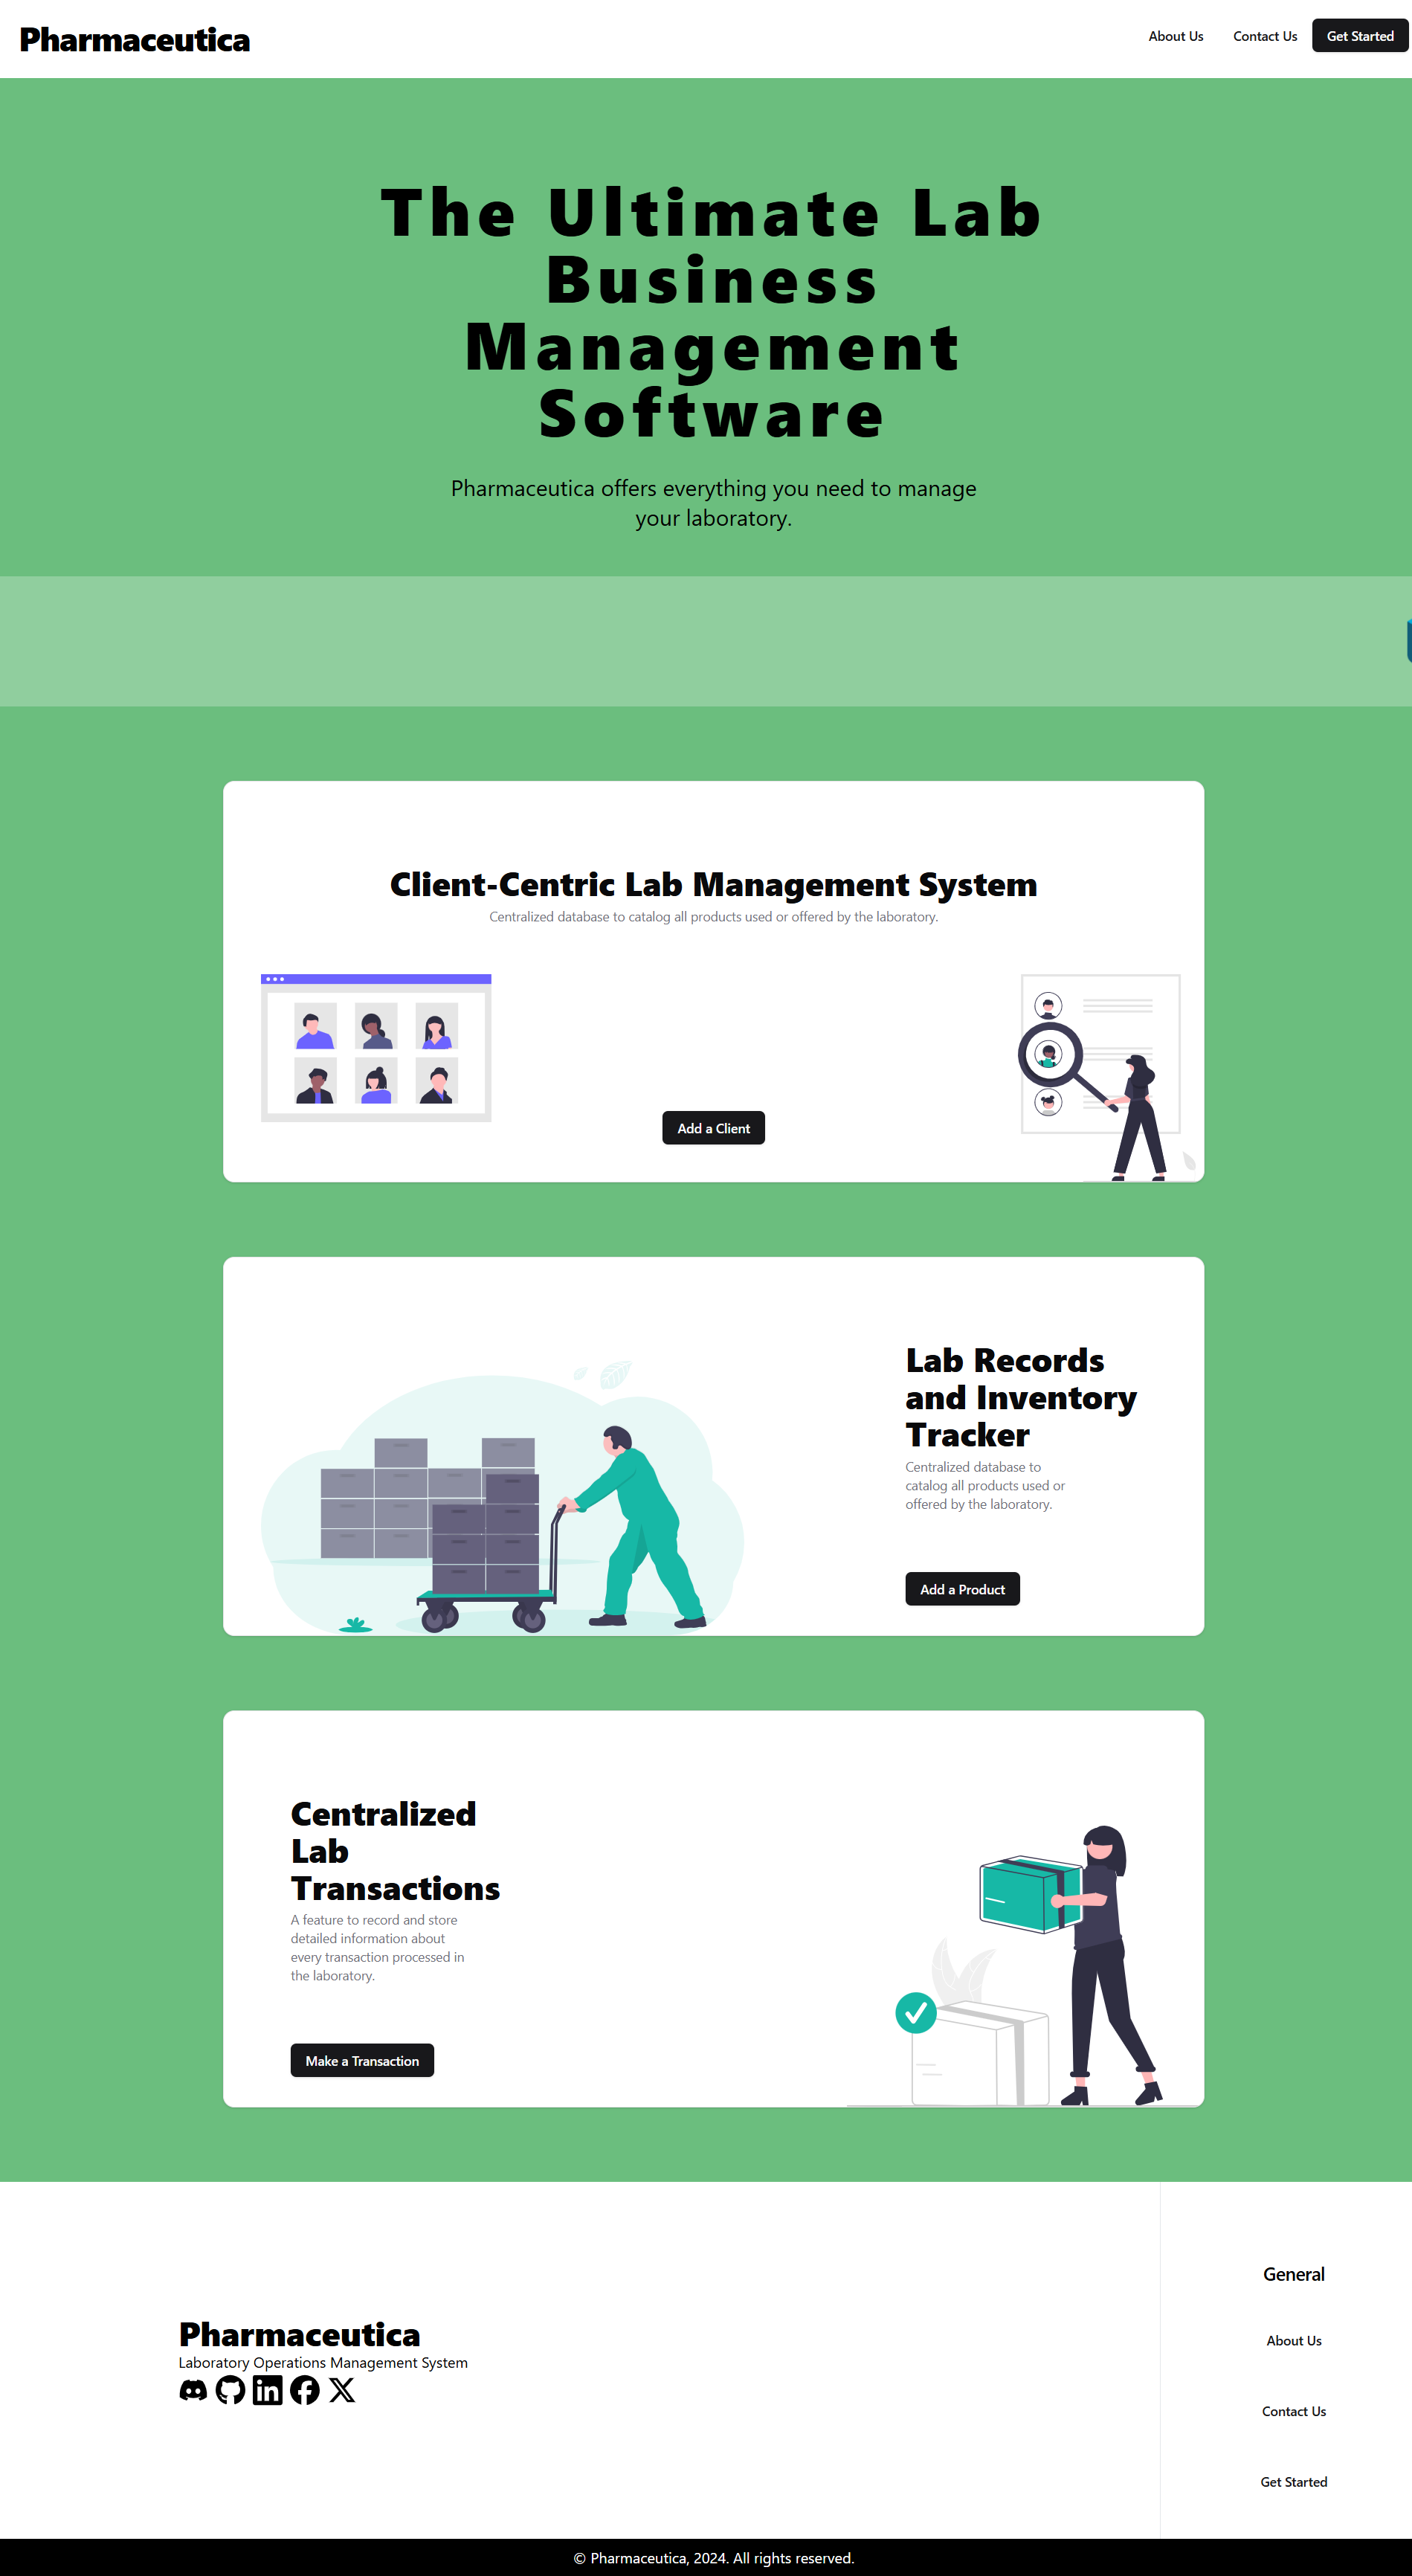 Pharmaceutica
About Us
Contact Us
Get Started
The Ultimate Lab
Business
Management
Software
Pharmaceutica offers everything you need to manage
your laboratory.
Client-Centric Lab Management System
Centralized database to catalog all products used or offered by the laboratory.
Add a Client
Lab Records
and Inventory
Tracker
Centralized database to
catalog all products used or
offered by the laboratory.
Add a Product
Centralized
Lab
Transactions
A feature to record and store
detailed information about
every transaction processed in
the laboratory.
Make a Transaction
Pharmaceutica
Laboratory Operations Management System
General
About Us
Contact Us
Get Started
© Pharmaceutica, 2024. All rights reserved.